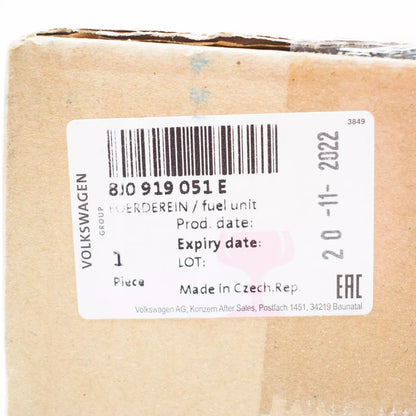 3849
VOLKSWAGEN
GROUP
8J0 919 051 E
FOERDEREIN / fuel unit
Prod. date:
Expiry date:
1
LOT:
Piece
Made in Czech.Rep.
20-11-2022
EAC
Volkswagen AG, Konzern After Sales, Postfach 1451, 34219 Baunatal